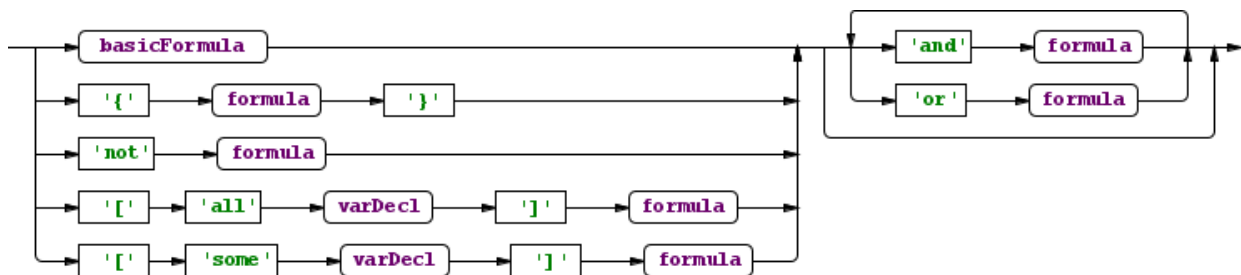 basicFormula 'and' formula
'{' formula '}' 'or' formula
'not' formula
'[' 'all' varDecl ']' formula
'[' 'some' varDecl ']' formula